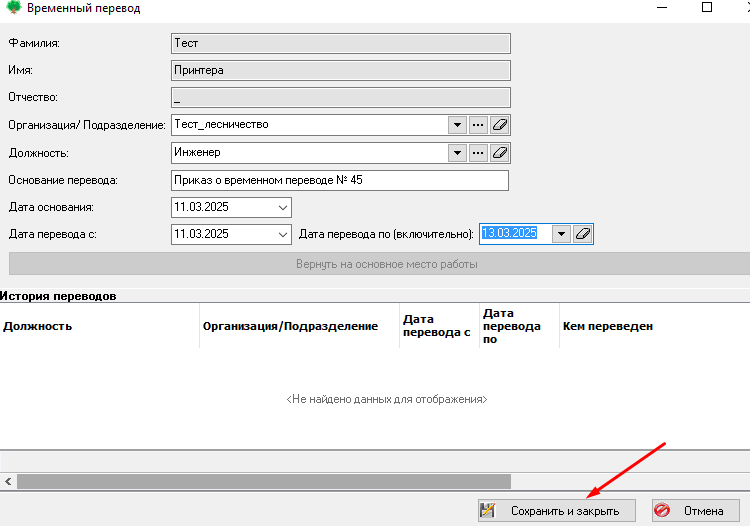 Временный перевод
Фамилия: Тест
Имя: Принтера
Отчество: _
Организация/ Подразделение: Тест_лесничество
Должность: Инженер
Основание перевода: Приказ о временном переводе № 45
Дата основания: 11.03.2025
Дата перевода с: 11.03.2025 Дата перевода по (включительно): 13.03.2025
Вернуть на основное место работы
История переводов
Должность Организация/Подразделение Дата перевода с Дата перевода по Кем переведен
<Не найдено данных для отображения>
Сохранить и закрыть Отмена